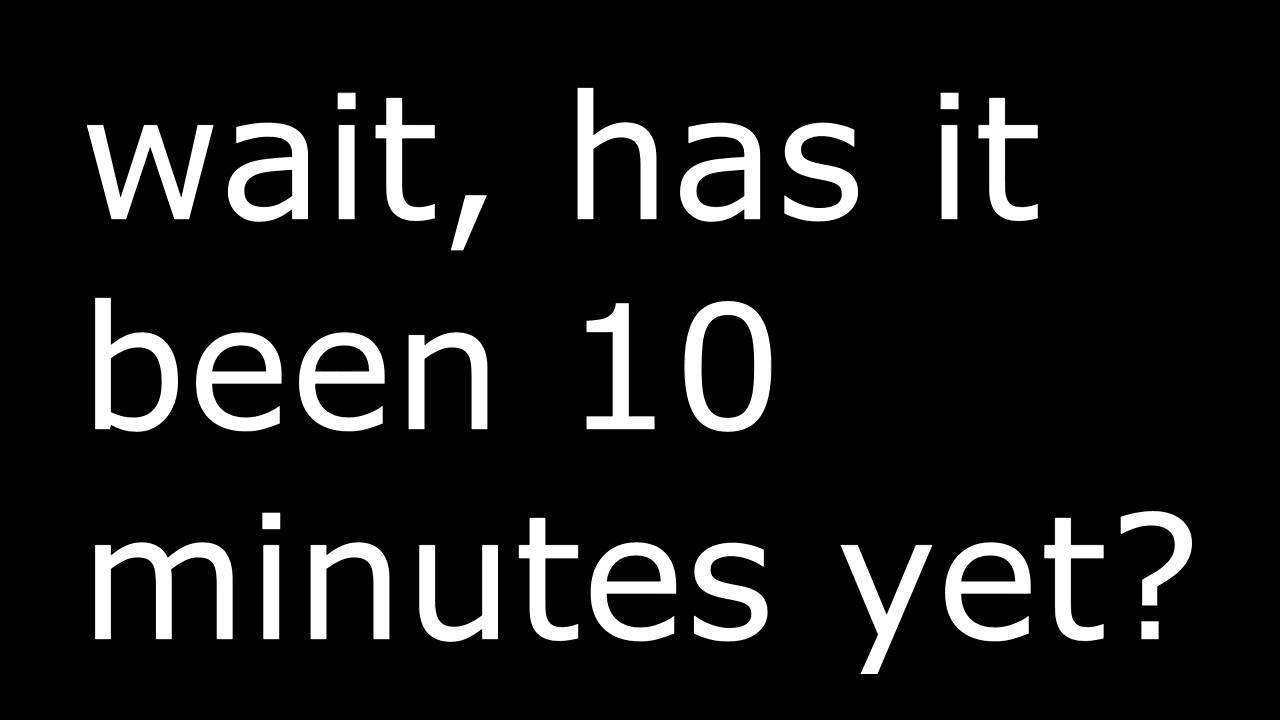 wait, has it
been 10
minutes yet?